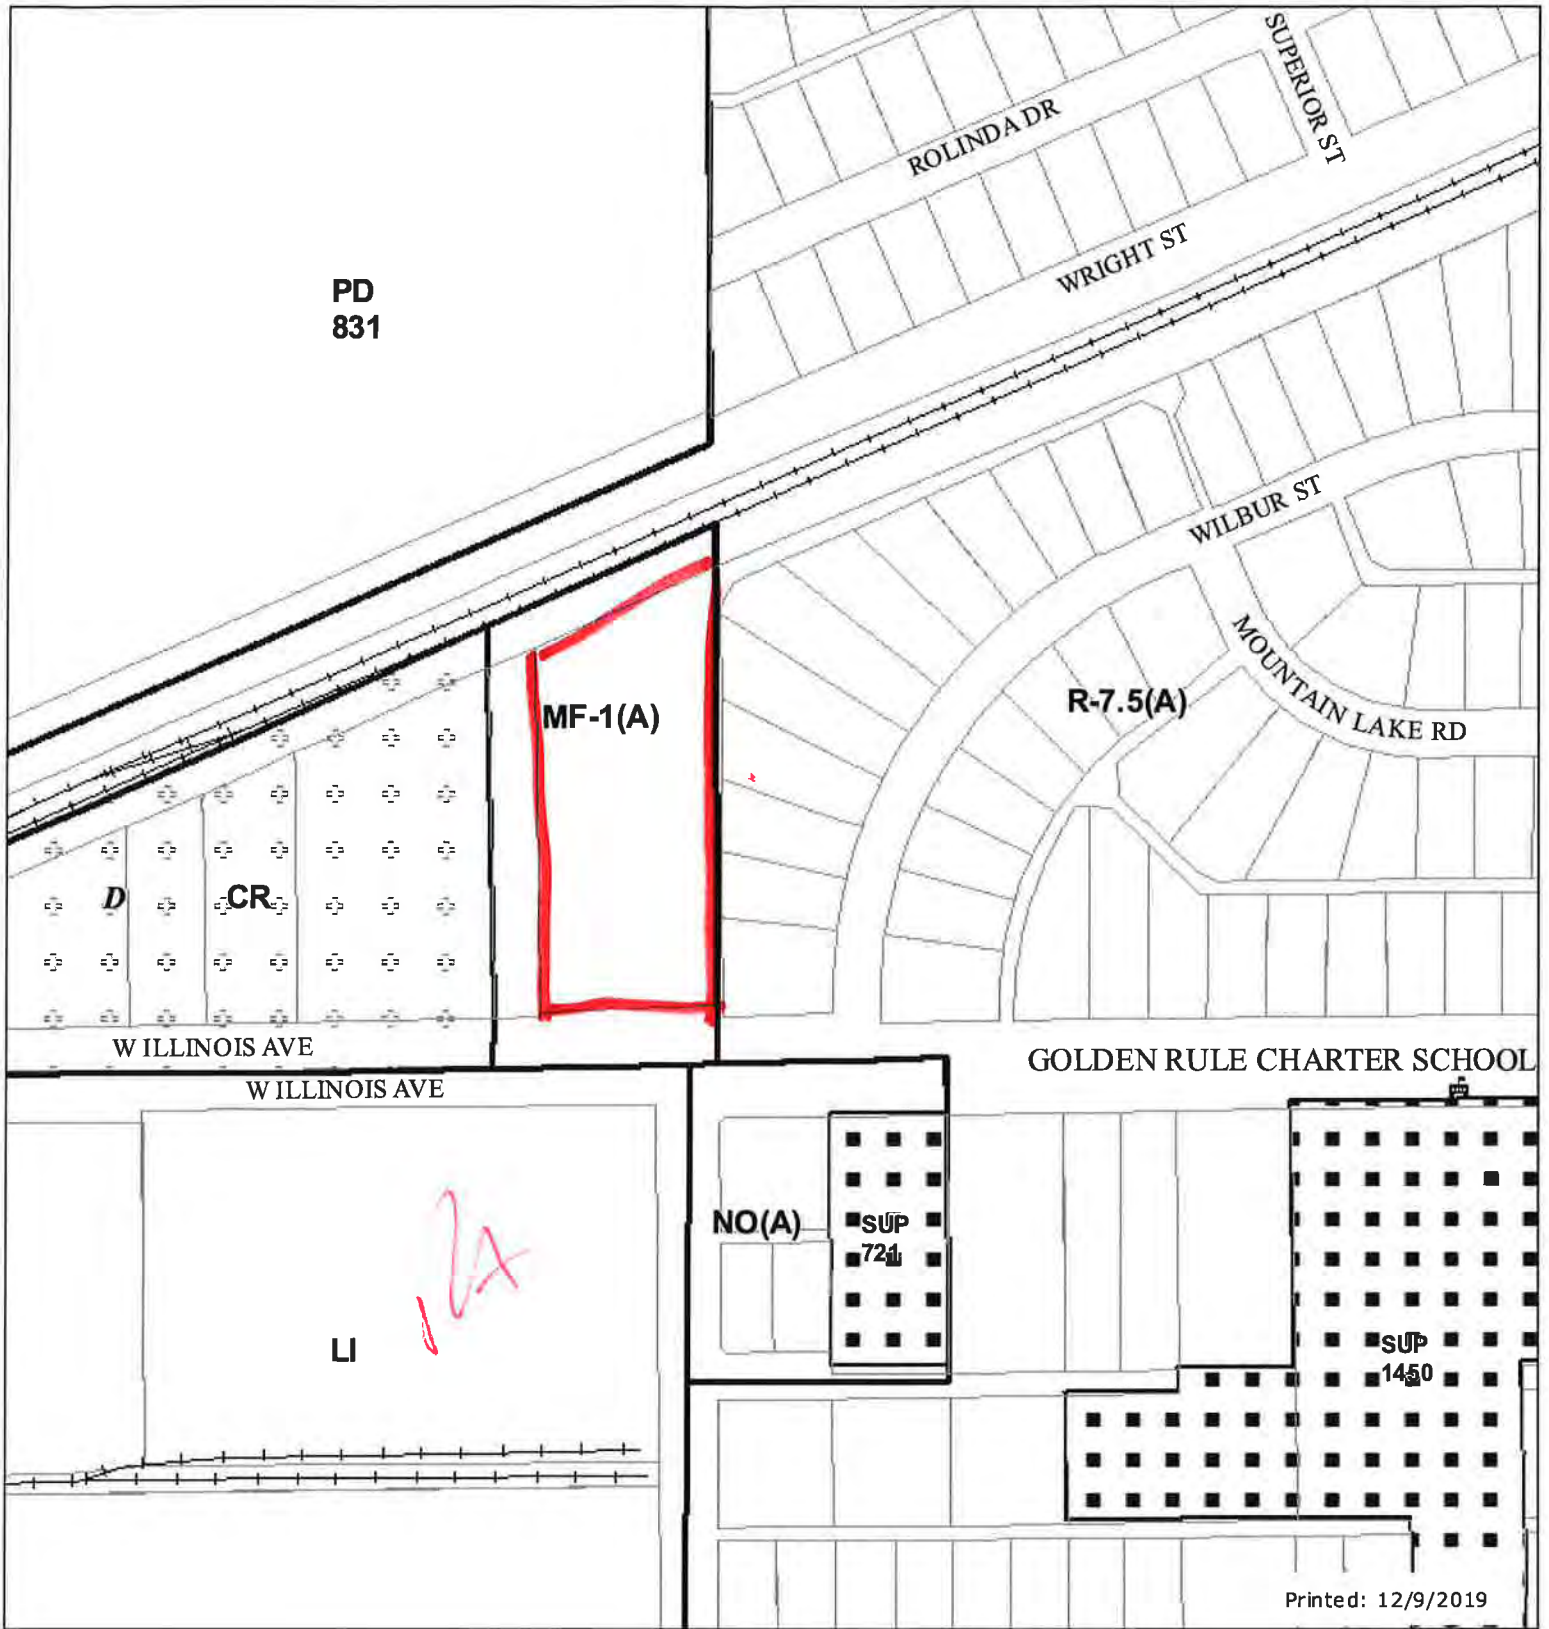 SUPERIOR ST
ROLINDA DR
WRIGHT ST
PD
831
WILBUR ST
MOUNTAIN LAKE RD
R-7.5(A)
MF-1(A)
D
CR
W ILLINOIS AVE
GOLDEN RULE CHARTER SCHOOL
W ILLINOIS AVE
NO(A)
SUP
721
LI
SUP
1450
Printed: 12/9/2019